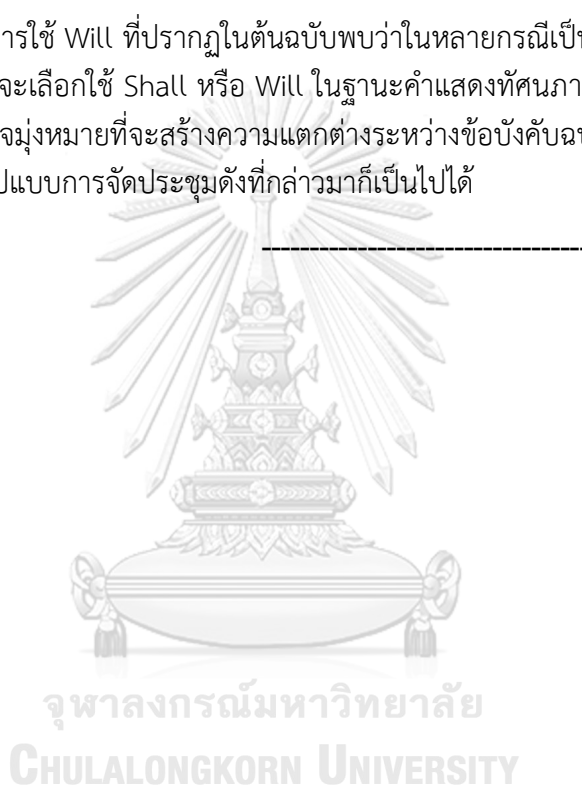 ารใช้ Will ที่ปรากฏในต้นฉบับพบว่าในหลายกรณีเป็น
จะเลือกใช้ Shall หรือ Will ในฐานะคำแสดงทัศนภา
จมุ่งหมายที่จะสร้างความแตกต่างระหว่างข้อบังคับฉบ
ปแบบการจัดประชุมดังที่กล่าวมาก็เป็นไปได้
จุฬาลงกรณ์มหาวิทยาลัย
CHULALONGKORN UNIVERSITY